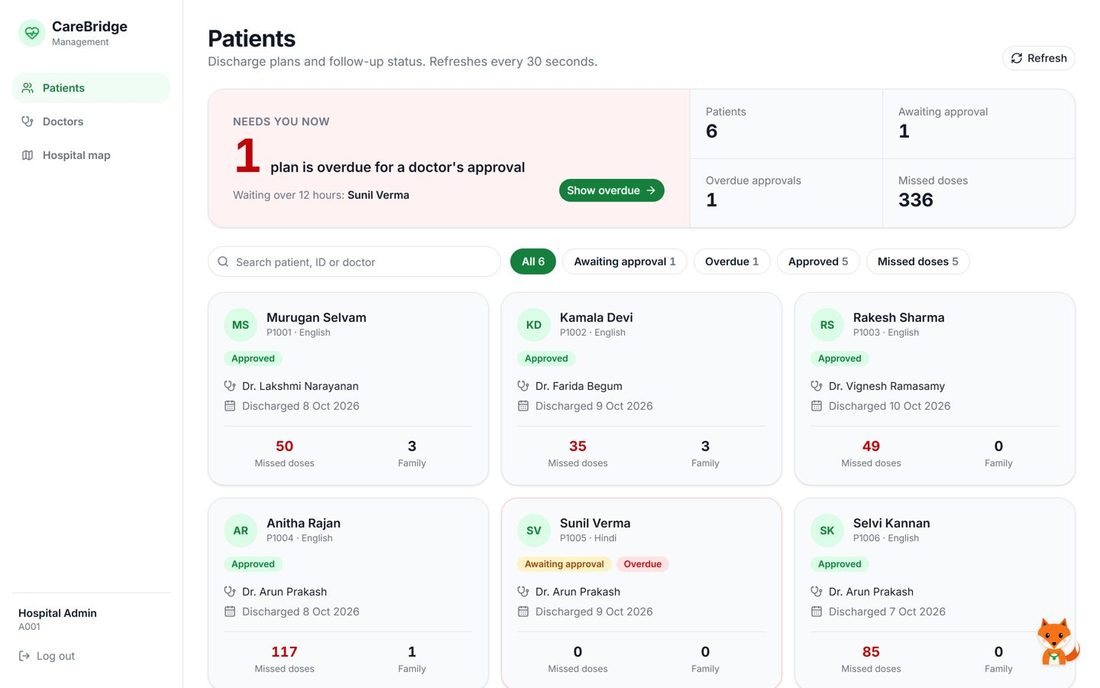 CareBridge
Management
Patients
Doctors
Hospital map
Hospital Admin
A001
Log out
Patients
Discharge plans and follow-up status. Refreshes every 30 seconds.
Refresh
NEEDS YOU NOW
1 plan is overdue for a doctor's approval
Waiting over 12 hours: Sunil Verma
Show overdue →
Patients
6
Awaiting approval
1
Overdue approvals
1
Missed doses
336
Search patient, ID or doctor
All 6
Awaiting approval 1
Overdue 1
Approved 5
Missed doses 5
MS
Murugan Selvam
P1001 · English
Approved
Dr. Lakshmi Narayanan
Discharged 8 Oct 2026
50
Missed doses
3
Family
KD
Kamala Devi
P1002 · English
Approved
Dr. Farida Begum
Discharged 9 Oct 2026
35
Missed doses
3
Family
RS
Rakesh Sharma
P1003 · English
Approved
Dr. Vignesh Ramasamy
Discharged 10 Oct 2026
49
Missed doses
0
Family
AR
Anitha Rajan
P1004 · English
Approved
Dr. Arun Prakash
Discharged 8 Oct 2026
117
Missed doses
1
Family
SV
Sunil Verma
P1005 · Hindi
Awaiting approval
Overdue
Dr. Arun Prakash
Discharged 9 Oct 2026
0
Missed doses
0
Family
SK
Selvi Kannan
P1006 · English
Approved
Dr. Arun Prakash
Discharged 7 Oct 2026
85
Missed doses
0
Family